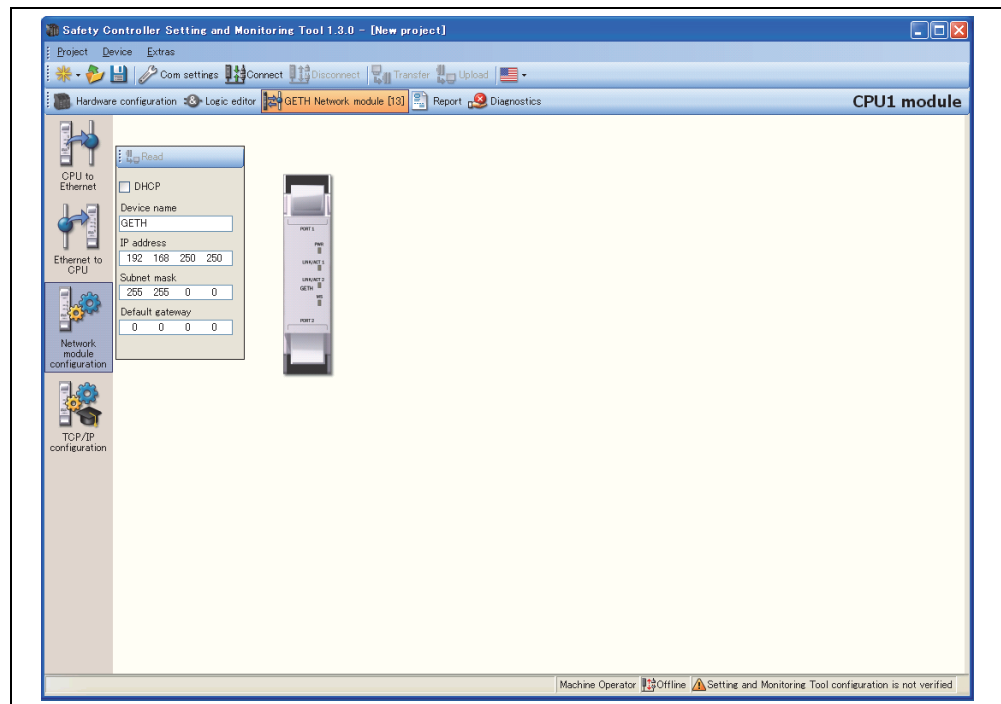 Safety Controller Setting and Monitoring Tool 1.3.0 - [New project]
Project Device Extras
Com settings Connect Disconnect Transfer Upload
Hardware configuration Logic editor GETH Network module [13] Report Diagnostics CPU1 module
CPU to
Ethernet
Ethernet to
CPU
Network
module
configuration
TCP/IP
configuration
Read
DHCP
Device name
GETH
IP address
192 168 250 250
Subnet mask
255 255 0 0
Default gateway
0 0 0 0
PORT 1
PWR
LINK/ACT 1
LINK/ACT 2
GETH
MS
PORT 2
Machine Operator Offline Setting and Monitoring Tool configuration is not verified